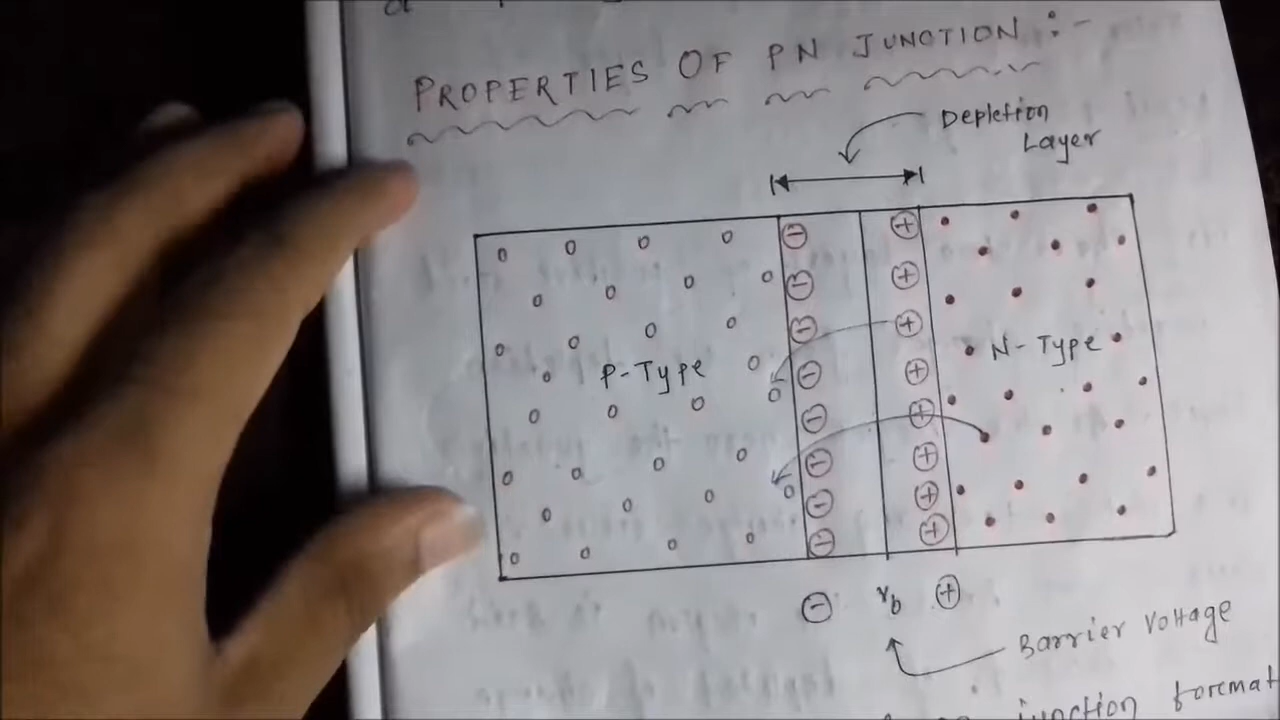 PROPERTIES OF PN JUNCTION :-
Depletion
Layer
P-Type
N-Type
Vb
Barrier Voltage
junction format